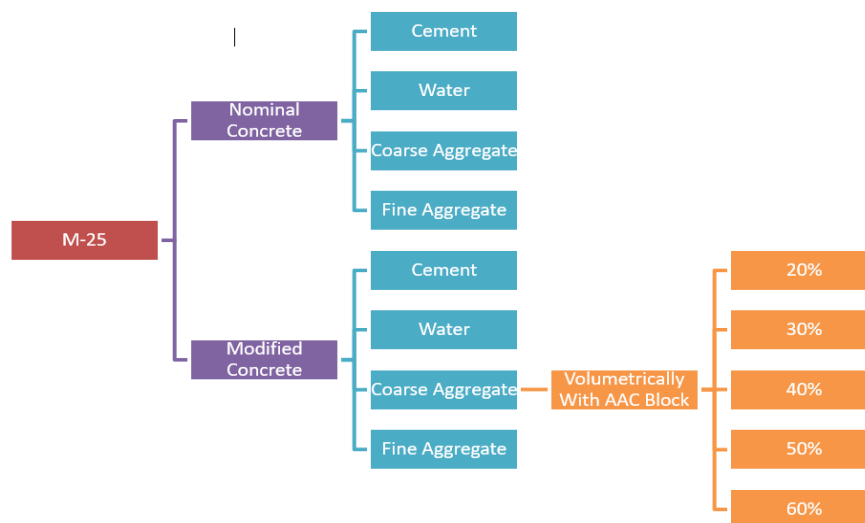 M-25
Nominal
Concrete
Cement
Water
Coarse Aggregate
Fine Aggregate
Modified
Concrete
Cement
Water
Coarse Aggregate
Fine Aggregate
Volumetrically
With AAC Block
20%
30%
40%
50%
60%